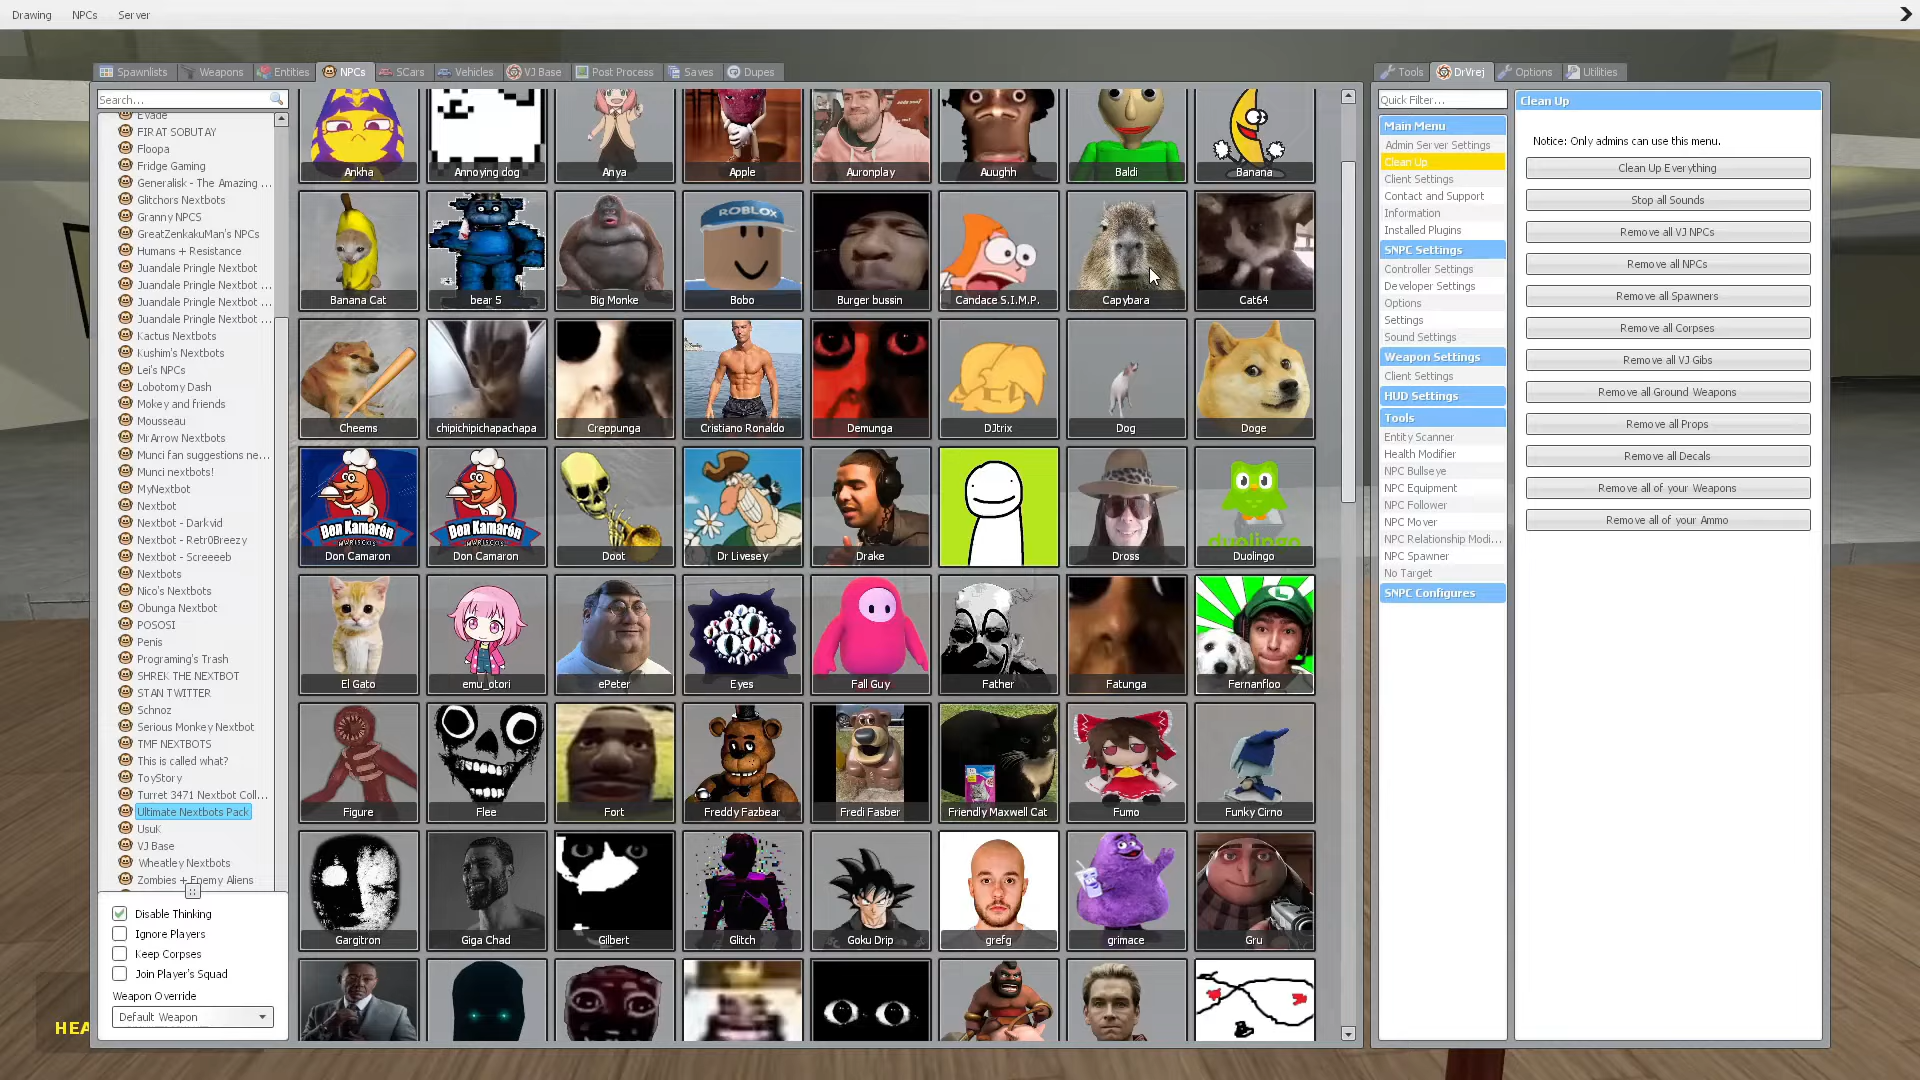 Drawing NPCs Server
Spawnlists Weapons Entities NPCs SCars Vehicles VJ Base Post Process Saves Dupes
Tools DrVrej Options Utilities
Search...
Evade
FIRAT SOBUTAY
Floopa
Fridge Gaming
Generalisk - The Amazing ...
Glitchors Nextbots
Granny NPCS
GreatZenkakuMan's NPCs
Humans + Resistance
Juandale Pringle Nextbot
Juandale Pringle Nextbot ...
Juandale Pringle Nextbot ...
Juandale Pringle Nextbot ...
Kactus Nextbots
Kushim's Nextbots
Lei's NPCs
Lobotomy Dash
Mokey and friends
Mousseau
MrArrow Nextbots
Munci fan suggestions ne...
Munci nextbots!
MyNextbot
Nextbot
Nextbot - Darkvid
Nextbot - Retr0Breezy
Nextbot - Screeeeb
Nextbots
Nico's Nextbots
Obunga Nextbot
POSOSI
Penis
Programing's Trash
SHREK THE NEXTBOT
STAN TWITTER
Schnoz
Serious Monkey Nextbot
TMF NEXTBOTS
This is called what?
ToyStory
Turret 3471 Nextbot Coll...
Ultimate Nextbots Pack
UsuK
VJ Base
Wheatley Nextbots
Zombies + Enemy Aliens
Disable Thinking
Ignore Players
Keep Corpses
Join Player's Squad
Weapon Override
Default Weapon
HEA
Ankha Annoying dog Anya Apple Auronplay Auughh Baldi Banana
ROBLOX
Banana Cat bear 5 Big Monke Bobo Burger bussin Candace S.I.M.P. Capybara Cat64
Cheems chipichipichapachapa Creppunga Cristiano Ronaldo Demunga DJtrix Dog Doge
Don Kamarón
MARISCOS
Don Kamarón
MARISCOS
duolingo
Don Camaron Don Camaron Doot Dr Livesey Drake Dross Duolingo
El Gato emu_otori ePeter Eyes Fall Guy Father Fatunga Fernanfloo
Figure Flee Fort Freddy Fazbear Fredi Fasber Friendly Maxwell Cat Fumo Funky Cirno
Gargitron Giga Chad Gilbert Glitch Goku Drip grefg grimace Gru
Quick Filter...
Main Menu
Admin Server Settings
Clean Up
Client Settings
Contact and Support
Information
Installed Plugins
SNPC Settings
Controller Settings
Developer Settings
Options
Settings
Sound Settings
Weapon Settings
Client Settings
HUD Settings
Tools
Entity Scanner
Health Modifier
NPC Bullseye
NPC Equipment
NPC Follower
NPC Mover
NPC Relationship Modi...
NPC Spawner
No Target
SNPC Configures
Clean Up
Notice: Only admins can use this menu.
Clean Up Everything
Stop all Sounds
Remove all VJ NPCs
Remove all NPCs
Remove all Spawners
Remove all Corpses
Remove all VJ Gibs
Remove all Ground Weapons
Remove all Props
Remove all Decals
Remove all of your Weapons
Remove all of your Ammo